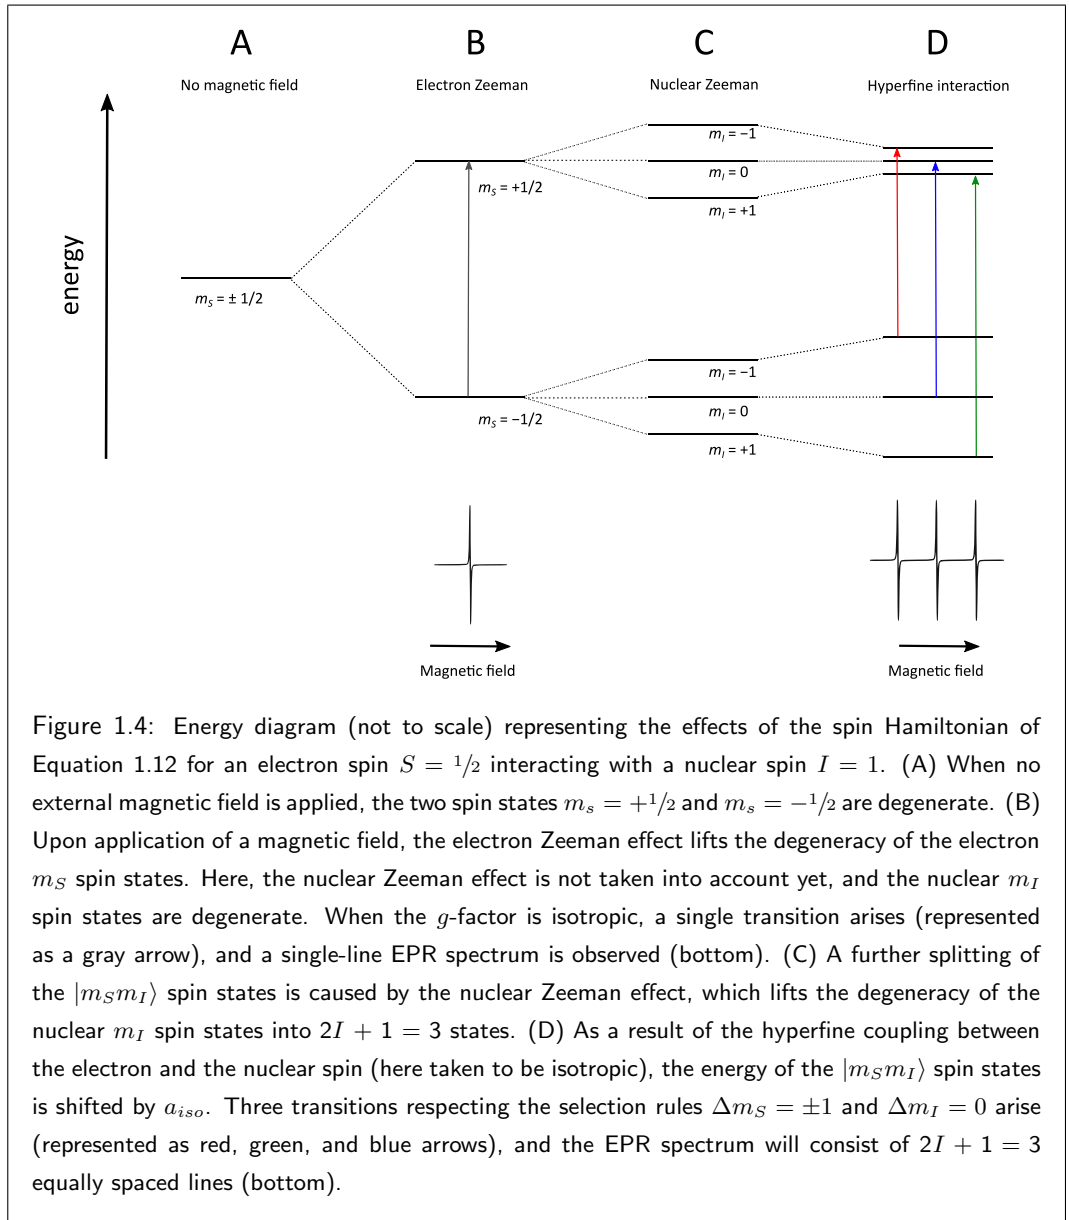 A B C D
No magnetic field Electron Zeeman Nuclear Zeeman Hyperfine interaction
energy
m_I = −1
m_S = +1/2
m_I = 0
m_I = +1
m_S = ± 1/2
m_I = −1
m_S = −1/2
m_I = 0
m_I = +1
Magnetic field Magnetic field
Figure 1.4: Energy diagram (not to scale) representing the effects of the spin Hamiltonian of
Equation 1.12 for an electron spin S = 1/2 interacting with a nuclear spin I = 1. (A) When no
external magnetic field is applied, the two spin states m_s = +1/2 and m_s = −1/2 are degenerate. (B)
Upon application of a magnetic field, the electron Zeeman effect lifts the degeneracy of the electron
m_S spin states. Here, the nuclear Zeeman effect is not taken into account yet, and the nuclear m_I
spin states are degenerate. When the g-factor is isotropic, a single transition arises (represented
as a gray arrow), and a single-line EPR spectrum is observed (bottom). (C) A further splitting of
the |m_S m_I⟩ spin states is caused by the nuclear Zeeman effect, which lifts the degeneracy of the
nuclear m_I spin states into 2I + 1 = 3 states. (D) As a result of the hyperfine coupling between
the electron and the nuclear spin (here taken to be isotropic), the energy of the |m_S m_I⟩ spin states
is shifted by a_iso. Three transitions respecting the selection rules Δm_S = ±1 and Δm_I = 0 arise
(represented as red, green, and blue arrows), and the EPR spectrum will consist of 2I + 1 = 3
equally spaced lines (bottom).